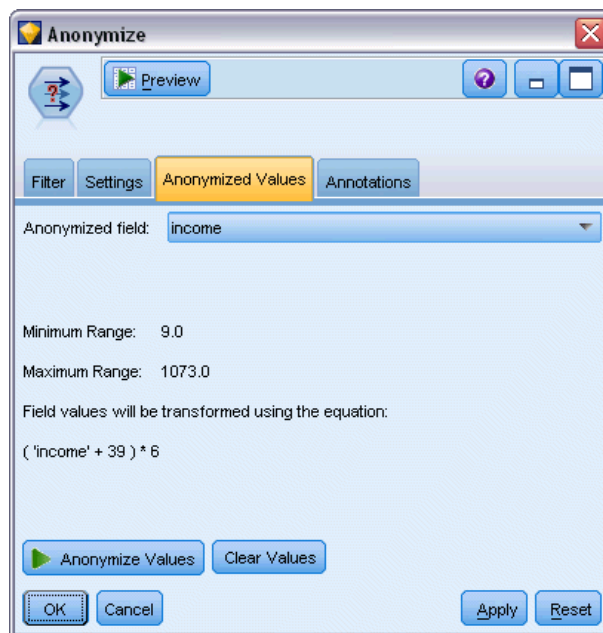 Anonymize
Preview
Filter Settings Anonymized Values Annotations
Anonymized field: income
Minimum Range: 9.0
Maximum Range: 1073.0
Field values will be transformed using the equation:
( 'income' + 39 ) * 6
Anonymize Values Clear Values
OK Cancel Apply Reset